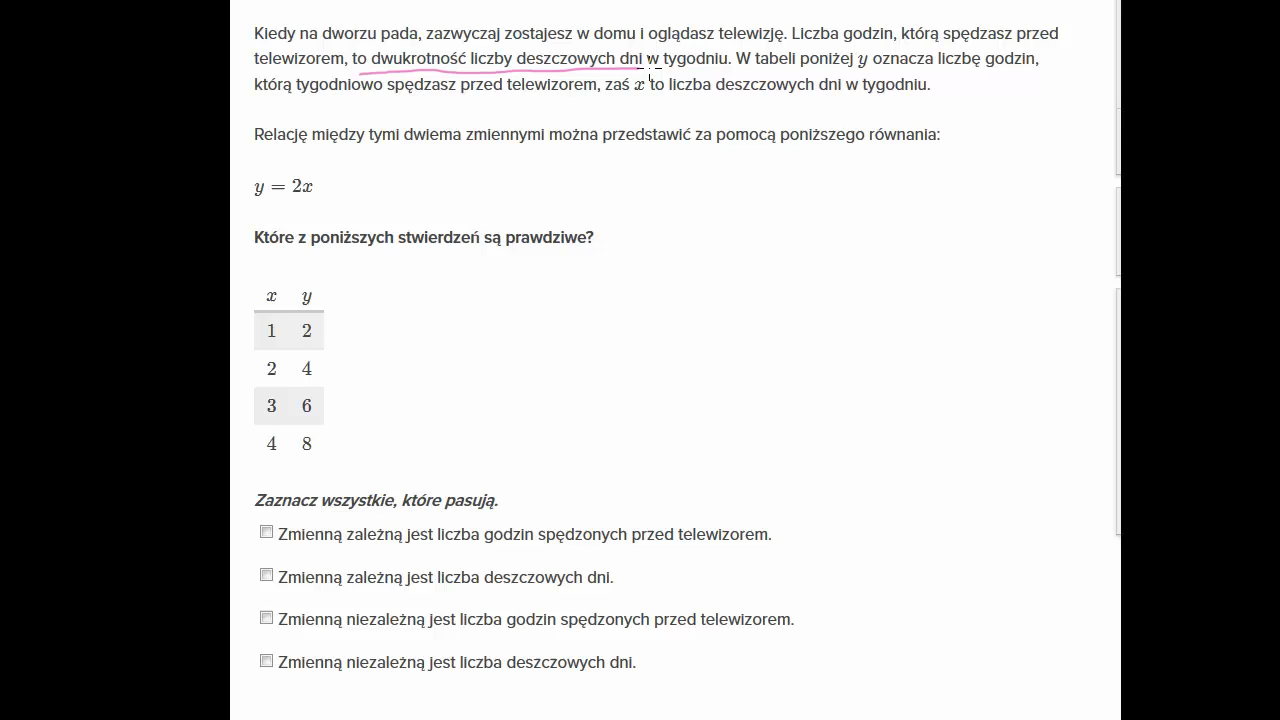 Kiedy na dworzu pada, zazwyczaj zostajesz w domu i oglądasz telewizję. Liczba godzin, którą spędzasz przed
telewizorem, to dwukrotność liczby deszczowych dni w tygodniu. W tabeli poniżej y oznacza liczbę godzin,
którą tygodniowo spędzasz przed telewizorem, zaś x to liczba deszczowych dni w tygodniu.
Relację między tymi dwiema zmiennymi można przedstawić za pomocą poniższego równania:
y = 2x
Które z poniższych stwierdzeń są prawdziwe?
x y
1 2
2 4
3 6
4 8
Zaznacz wszystkie, które pasują.
Zmienną zależną jest liczba godzin spędzonych przed telewizorem.
Zmienną zależną jest liczba deszczowych dni.
Zmienną niezależną jest liczba godzin spędzonych przed telewizorem.
Zmienną niezależną jest liczba deszczowych dni.